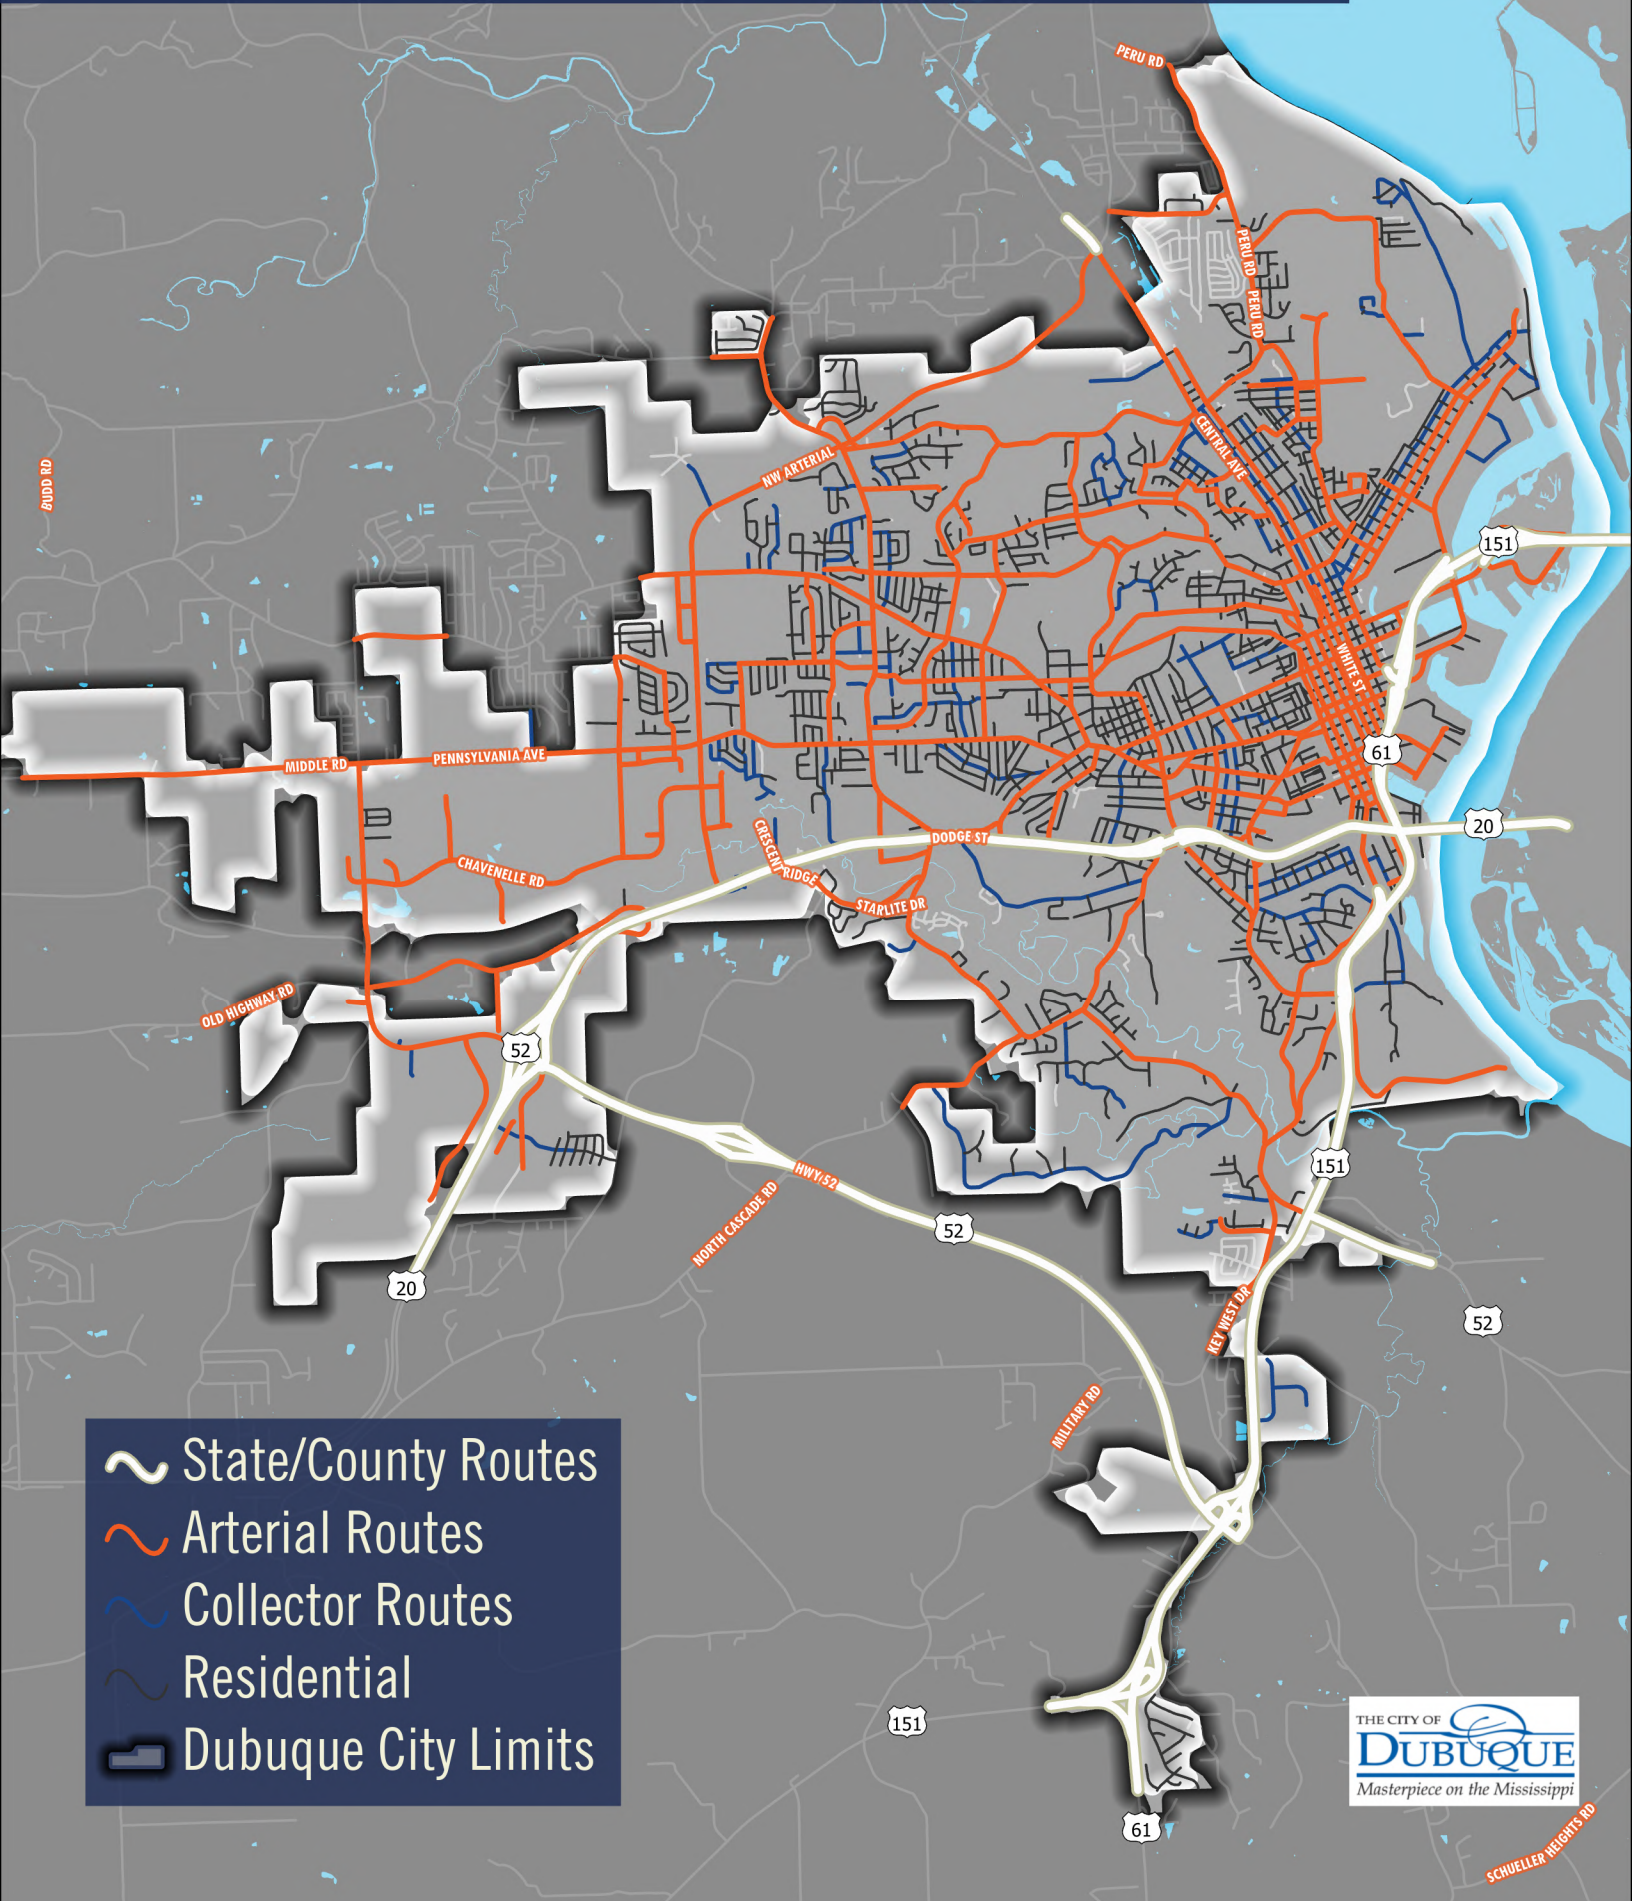 PERU RD
PERU RD
PERU RD
CENTRAL AVE
NW ARTERIAL
BUDD RD
151
WHITE ST
61
MIDDLE RD
PENNSYLVANIA AVE
20
DODGE ST
CRESCENT RIDGE
CHAVENELLE RD
STARLITE DR
OLD HIGHWAY RD
52
151
HWY 52
NORTH CASCADE RD
52
20
KEY WEST DR
52
MILITARY RD
State/County Routes
Arterial Routes
Collector Routes
Residential
Dubuque City Limits
151
61
THE CITY OF
DUBUQUE
Masterpiece on the Mississippi
SCHUELLER HEIGHTS RD